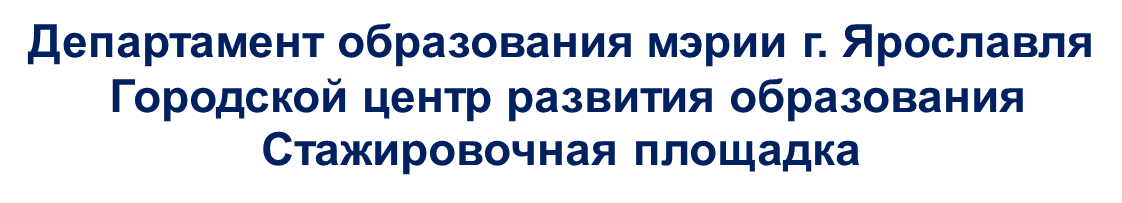 Департамент образования мэрии г. Ярославля
Городской центр развития образования
Стажировочная площадка